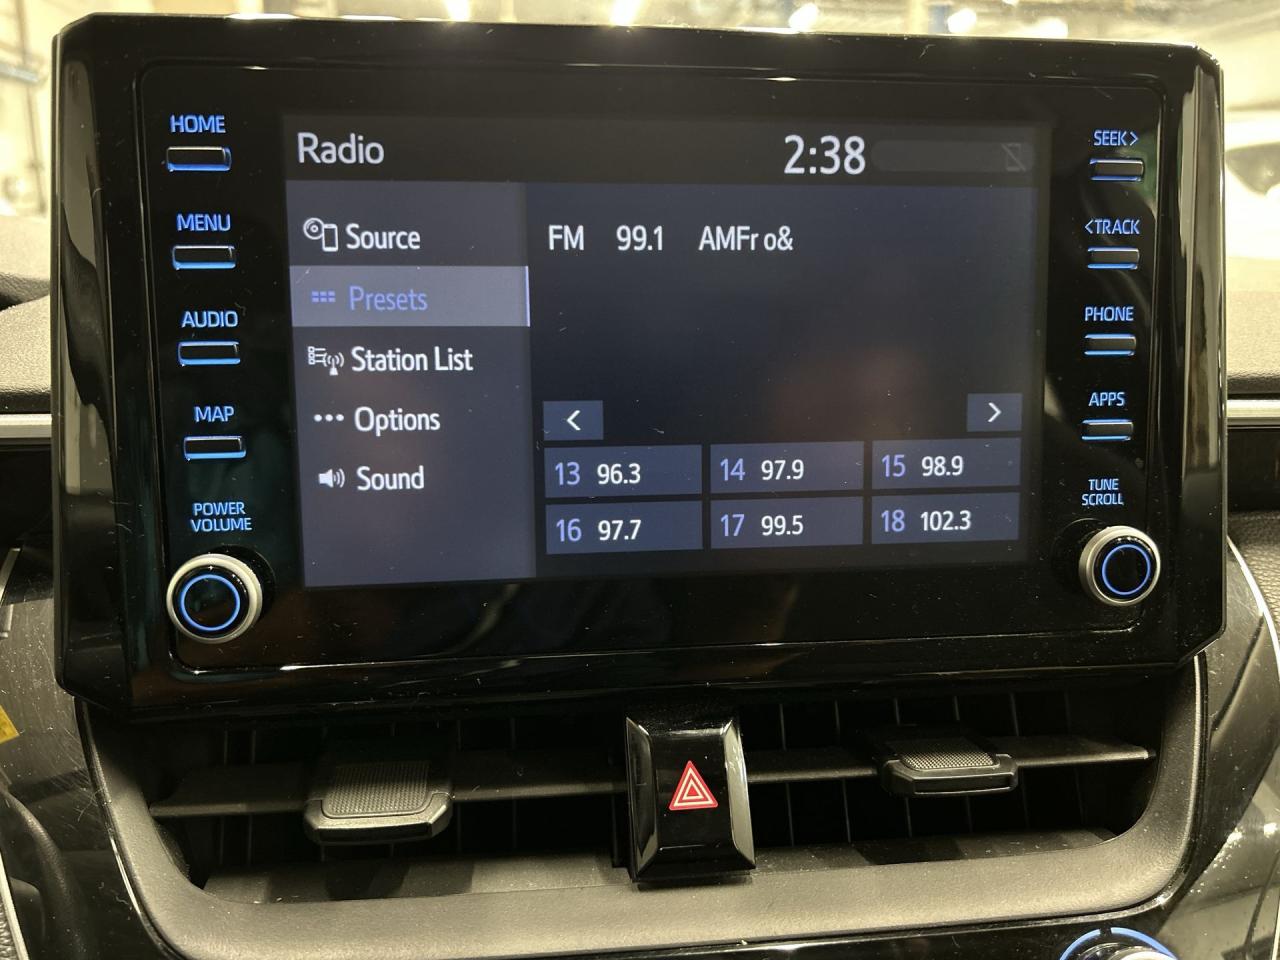 HOME
MENU
AUDIO
MAP
POWER
VOLUME
Radio
2:38
Source
Presets
Station List
Options
Sound
FM 99.1 AMFr o&
<
>
13 96.3
14 97.9
15 98.9
16 97.7
17 99.5
18 102.3
SEEK>
<TRACK
PHONE
APPS
TUNE
SCROLL